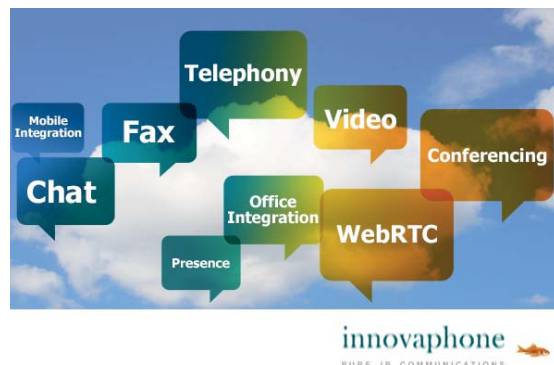 Telephony
Mobile
Integration
Fax
Video
Conferencing
Chat
Office
Integration
WebRTC
Presence
innovaphone
PURE IP COMMUNICATIONS